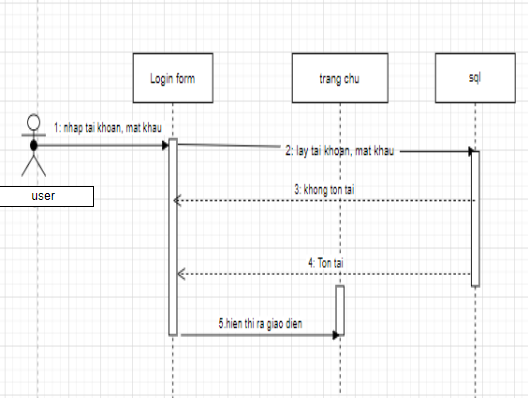 Login form
trang chu
sql
1: nhap tai khoan, mat khau
2: lay tai khoan, mat khau
3: khong ton tai
user
4: Ton tai
5.hien thi ra giao dien